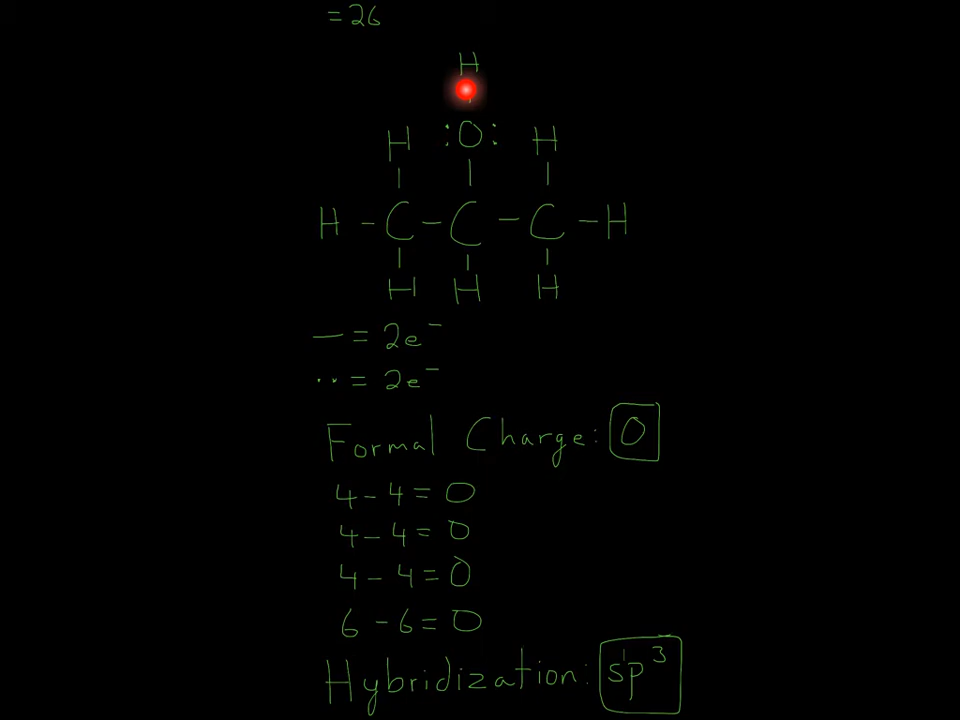 = 26
H
H :O: H
H - C - C - C - H
H H H
— = 2e⁻
·· = 2e⁻
Formal Charge: 0
4 - 4 = 0
4 - 4 = 0
4 - 4 = 0
6 - 6 = 0
Hybridization: sp³